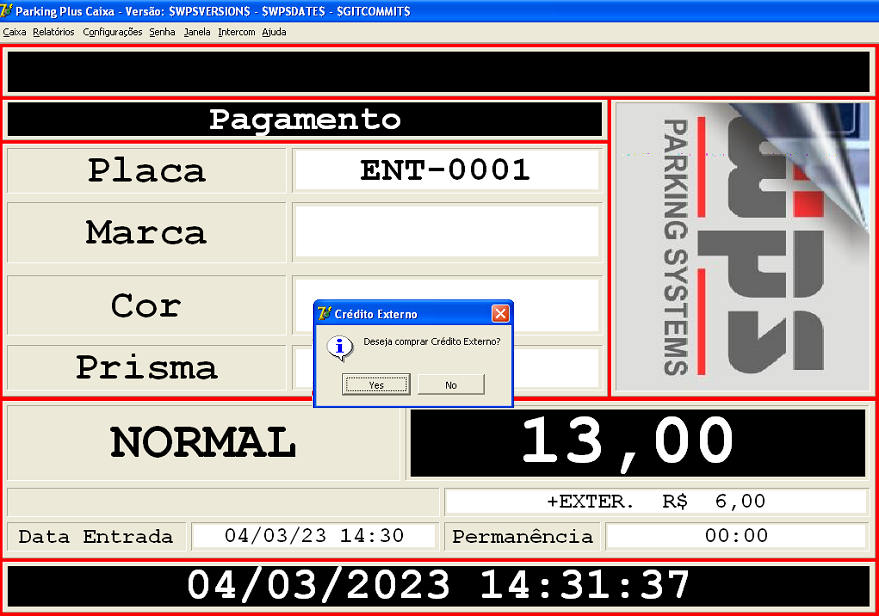 Parking Plus Caixa - Versão: $WPSVERSION$ - $WPSDATE$ - $GITCOMMIT$
Caixa Relatórios Configurações Senha Janela Intercom Ajuda
Pagamento
Placa ENT-0001
Marca
Cor
Prisma
wps
PARKING SYSTEMS
Crédito Externo
Deseja comprar Crédito Externo?
Yes No
NORMAL 13,00
+EXTER. R$ 6,00
Data Entrada 04/03/23 14:30 Permanência 00:00
04/03/2023 14:31:37